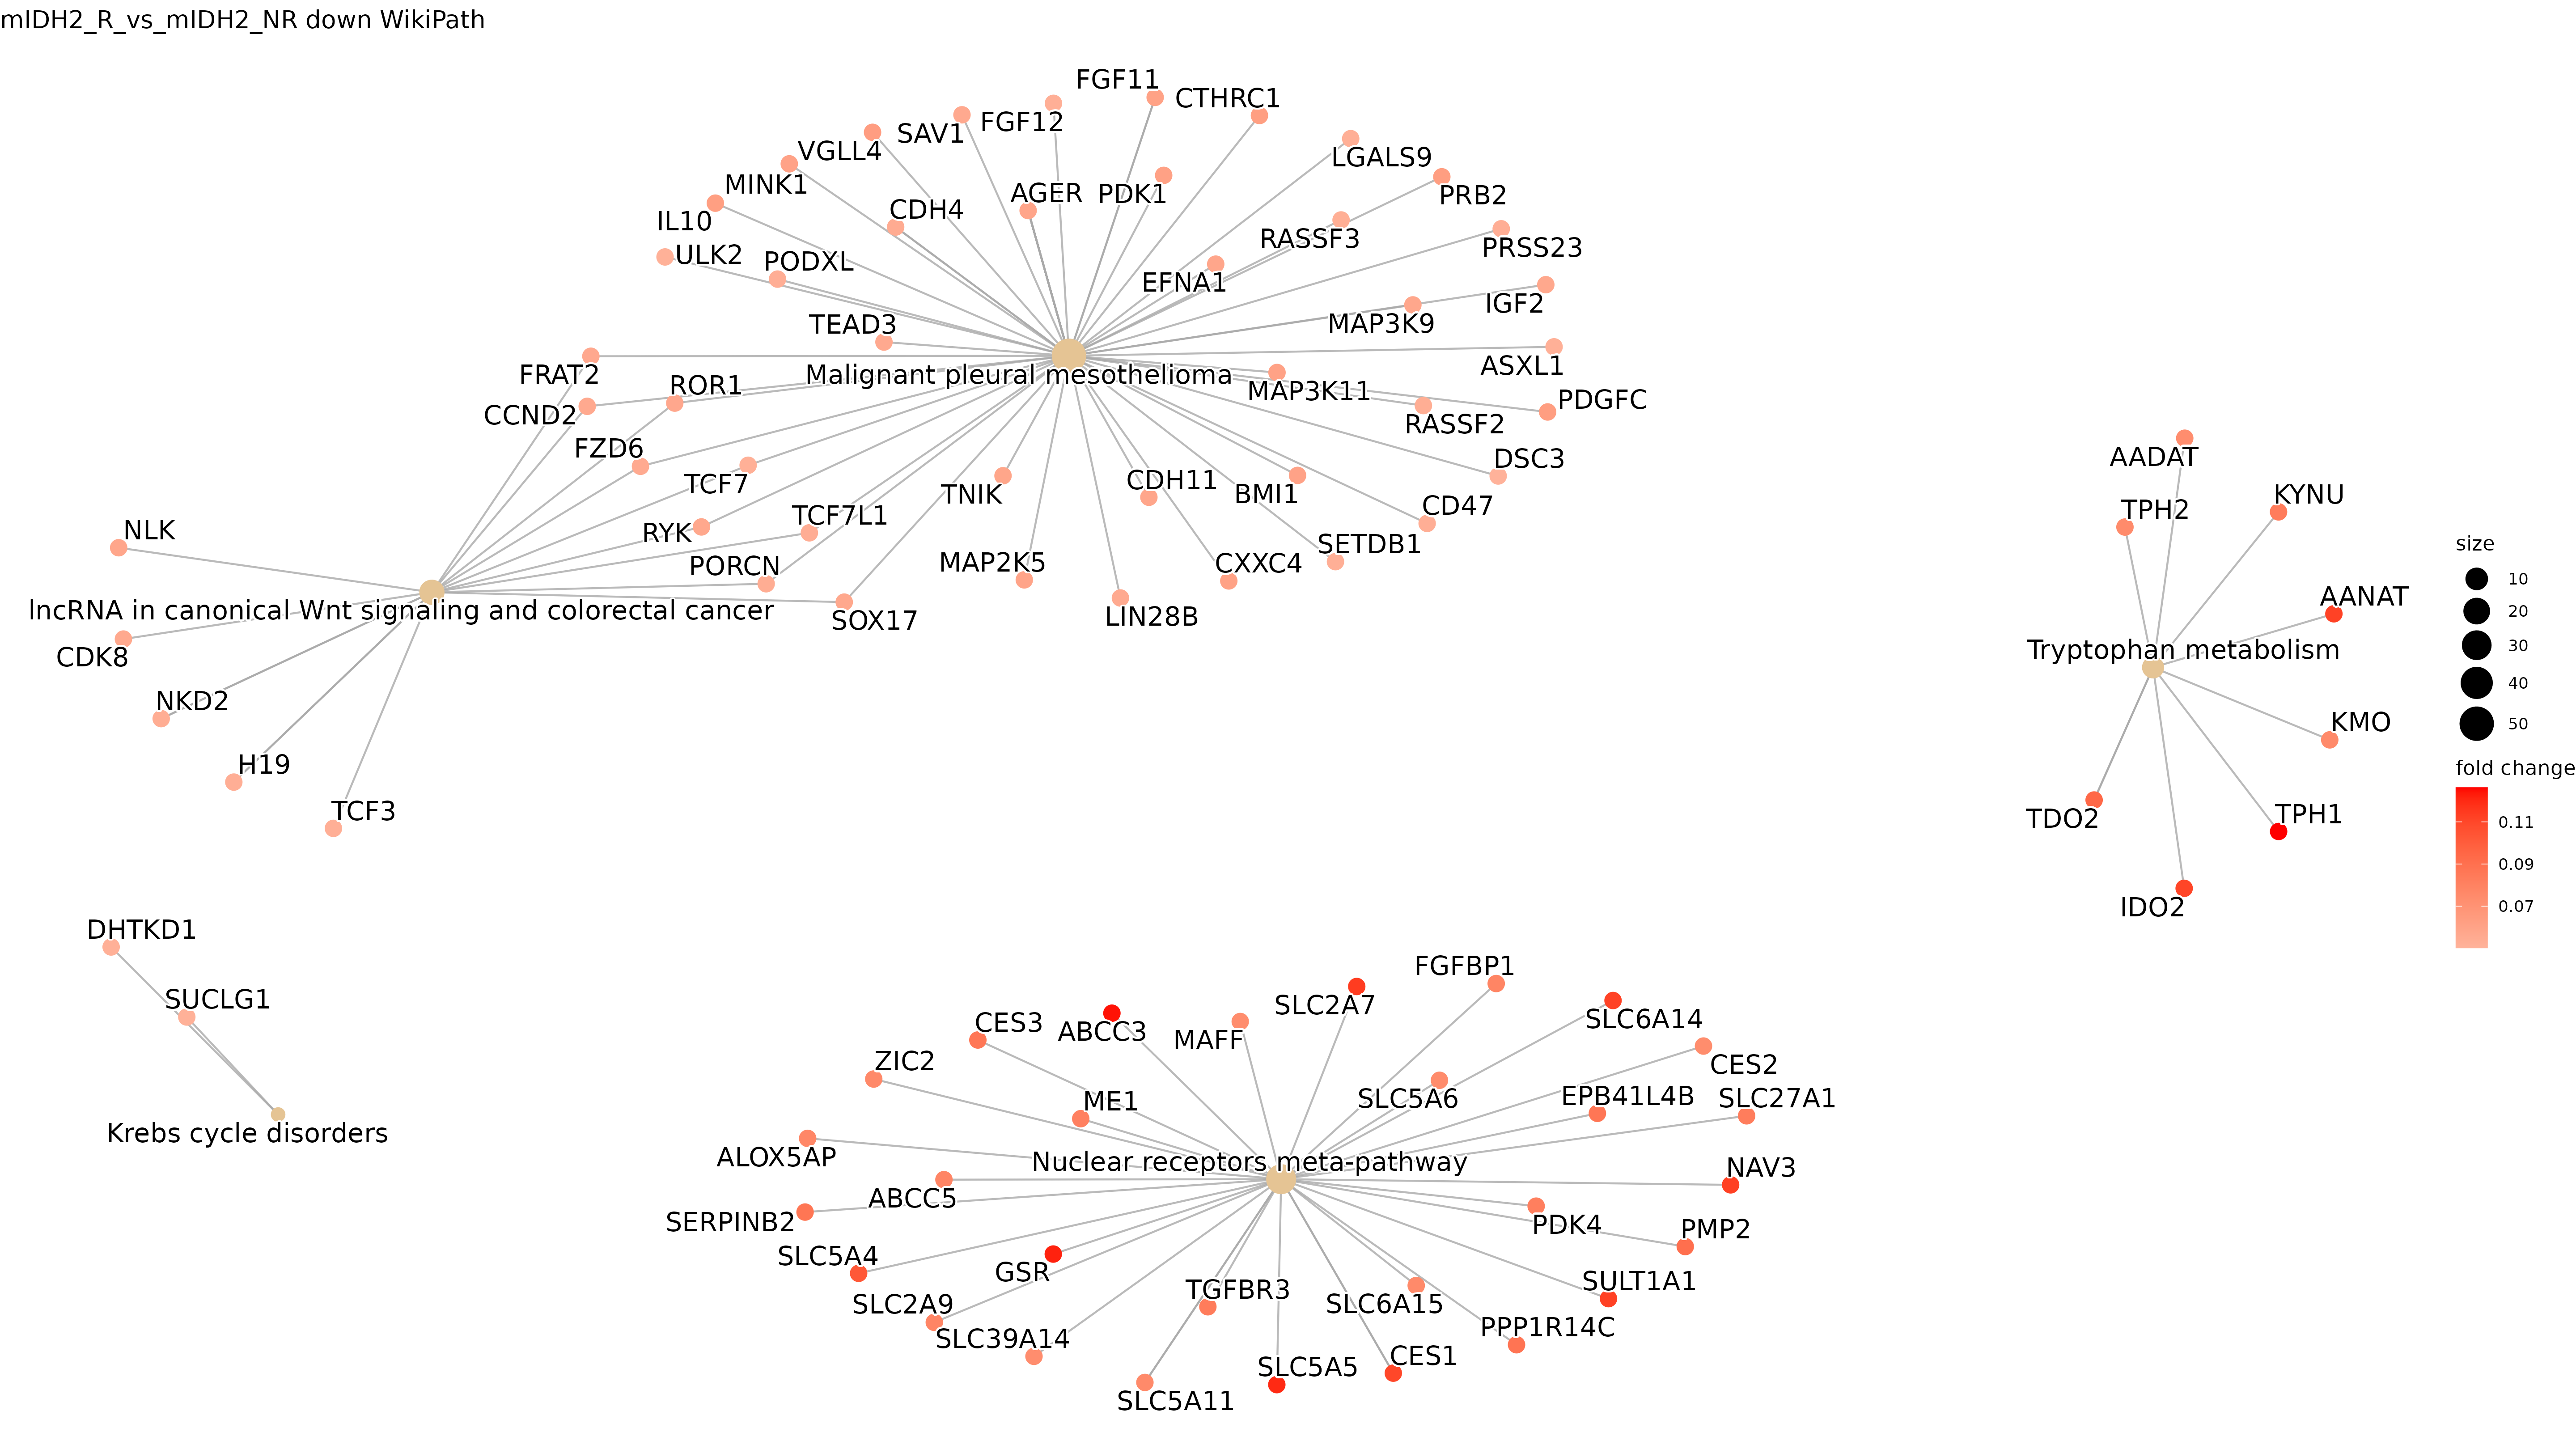 mIDH2_R_vs_mIDH2_NR down WikiPath
FGF11
CTHRC1
FGF12
SAV1
VGLL4
LGALS9
MINK1
AGER
PDK1
PRB2
CDH4
IL10
RASSF3
PRSS23
ULK2
PODXL
EFNA1
IGF2
TEAD3
MAP3K9
ASXL1
FRAT2
Malignant pleural mesothelioma
ROR1
MAP3K11
PDGFC
CCND2
RASSF2
FZD6
DSC3
TCF7
TNIK
CDH11
BMI1
CD47
TCF7L1
RYK
SETDB1
PORCN
MAP2K5
CXXC4
NLK
lncRNA in canonical Wnt signaling and colorectal cancer
SOX17
LIN28B
CDK8
NKD2
H19
TCF3
AADAT
KYNU
TPH2
AANAT
Tryptophan metabolism
KMO
TDO2
TPH1
IDO2
size
10
20
30
40
50
fold change
0.11
0.09
0.07
DHTKD1
SUCLG1
Krebs cycle disorders
FGFBP1
SLC2A7
SLC6A14
CES3
ABCC3
MAFF
ZIC2
CES2
SLC5A6
EPB41L4B
SLC27A1
ME1
ALOX5AP
Nuclear receptors meta-pathway
NAV3
ABCC5
SERPINB2
PDK4
PMP2
SLC5A4
GSR
SULT1A1
TGFBR3
SLC6A15
SLC2A9
PPP1R14C
SLC39A14
SLC5A5
CES1
SLC5A11